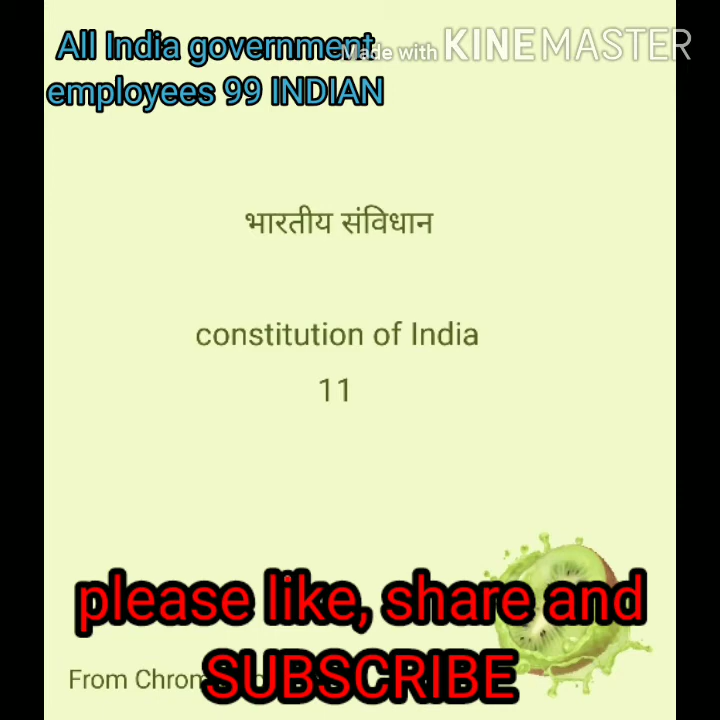 All India government
Made with KINEMASTER
employees 99 INDIAN
भारतीय संविधान
constitution of India
11
please like, share and
From
SUBSCRIBE